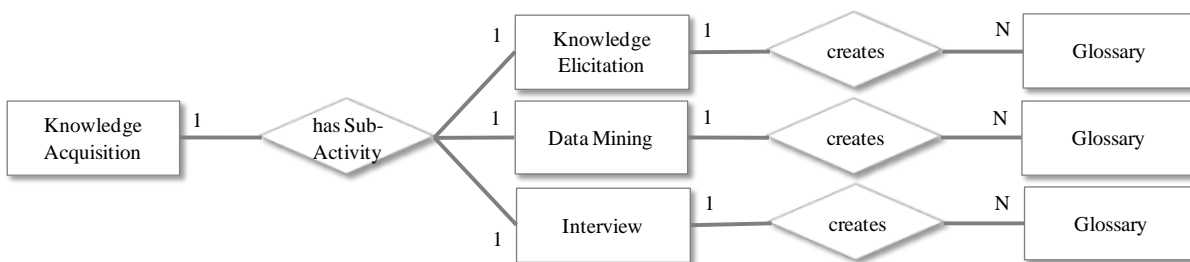 1
Knowledge
Elicitation
1
creates
N
Glossary
Knowledge
Acquisition
1
has Sub-
Activity
1
Data Mining
1
creates
N
Glossary
1
Interview
1
creates
N
Glossary